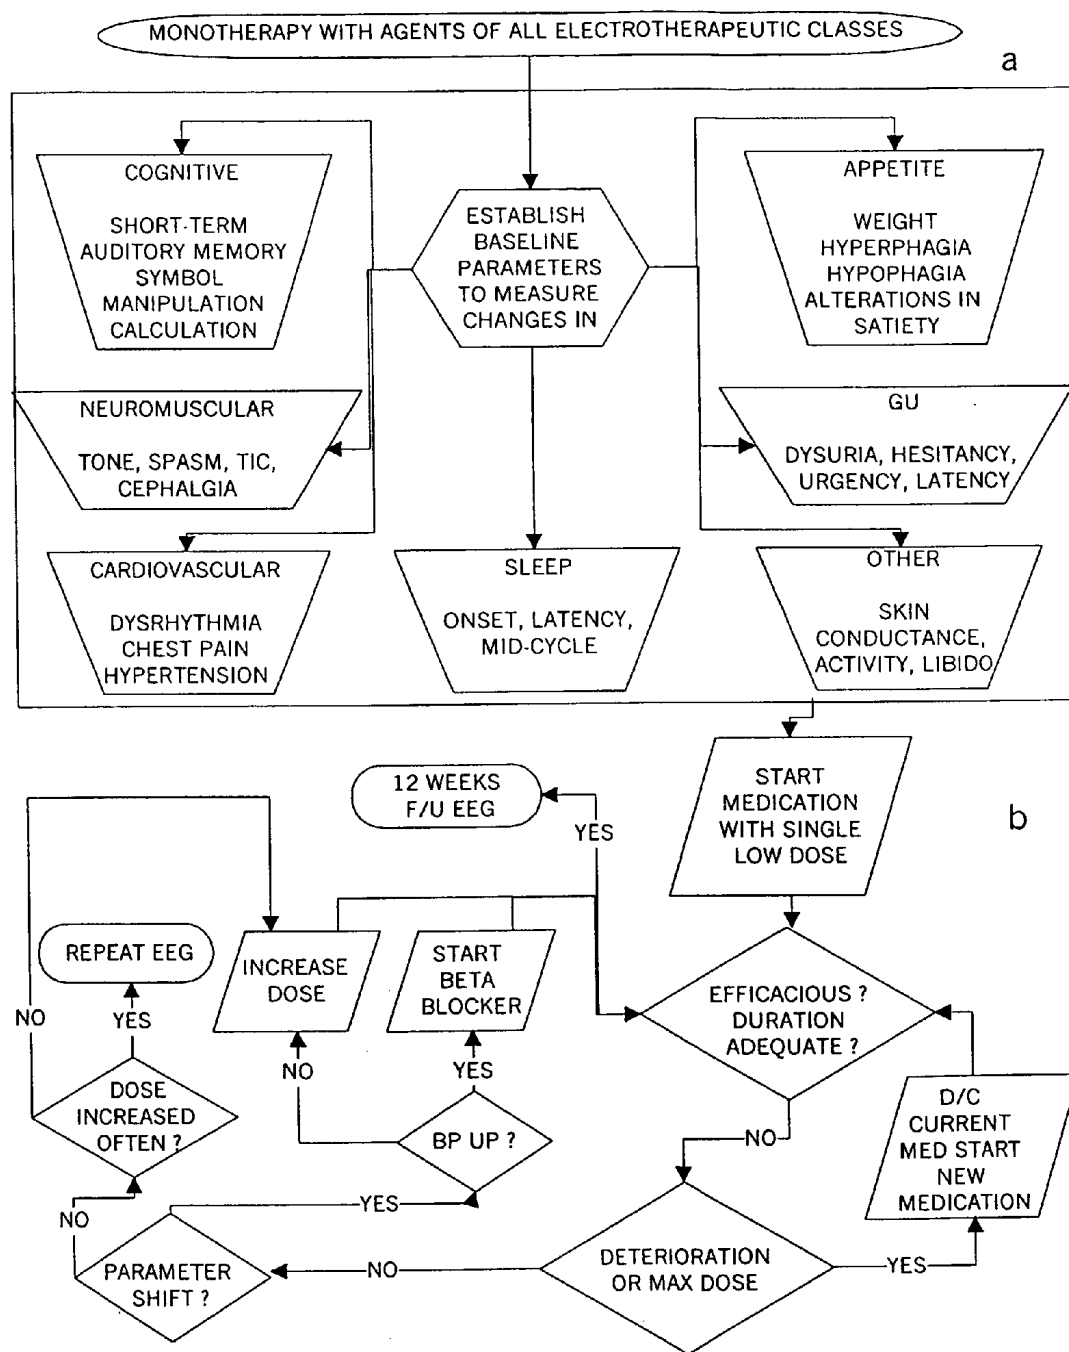 MONOTHERAPY WITH AGENTS OF ALL ELECTROTHERAPEUTIC CLASSES
a
COGNITIVE
SHORT-TERM
AUDITORY MEMORY
SYMBOL
MANIPULATION
CALCULATION
ESTABLISH
BASELINE
PARAMETERS
TO MEASURE
CHANGES IN
APPETITE
WEIGHT
HYPERPHAGIA
HYPOPHAGIA
ALTERATIONS IN
SATIETY
NEUROMUSCULAR
TONE, SPASM, TIC,
CEPHALGIA
GU
DYSURIA, HESITANCY,
URGENCY, LATENCY
CARDIOVASCULAR
DYSRHYTHMIA
CHEST PAIN
HYPERTENSION
SLEEP
ONSET, LATENCY,
MID-CYCLE
OTHER
SKIN
CONDUCTANCE,
ACTIVITY, LIBIDO
b
START
MEDICATION
WITH SINGLE
LOW DOSE
12 WEEKS
F/U EEG
YES
REPEAT EEG
INCREASE
DOSE
START
BETA
BLOCKER
EFFICACIOUS ?
DURATION
ADEQUATE ?
NO
YES
NO
YES
DOSE
INCREASED
OFTEN ?
BP UP ?
NO
D/C
CURRENT
MED START
NEW
MEDICATION
NO
YES
PARAMETER
SHIFT ?
NO
DETERIORATION
OR MAX DOSE
YES